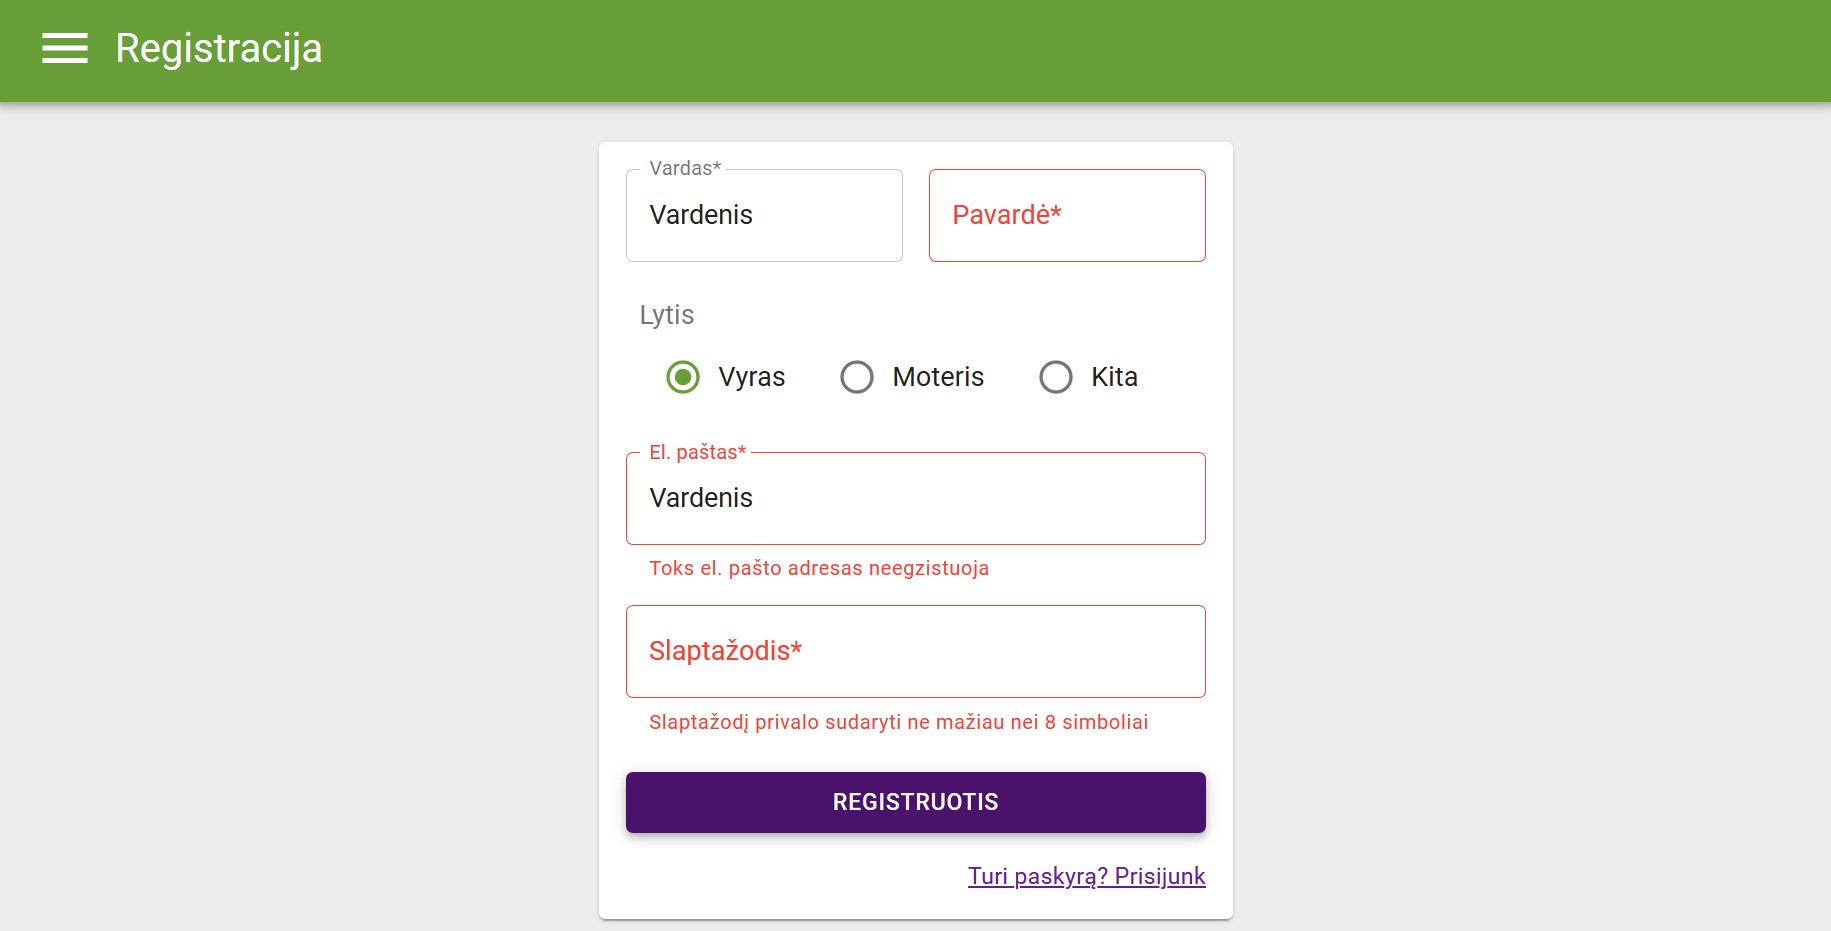 Registracija
Vardas*
Vardenis
Pavardė*
Lytis
Vyras
Moteris
Kita
El. paštas*
Vardenis
Toks el. pašto adresas neegzistuoja
Slaptažodis*
Slaptažodį privalo sudaryti ne mažiau nei 8 simboliai
REGISTRUOTIS
Turi paskyrą? Prisijunk